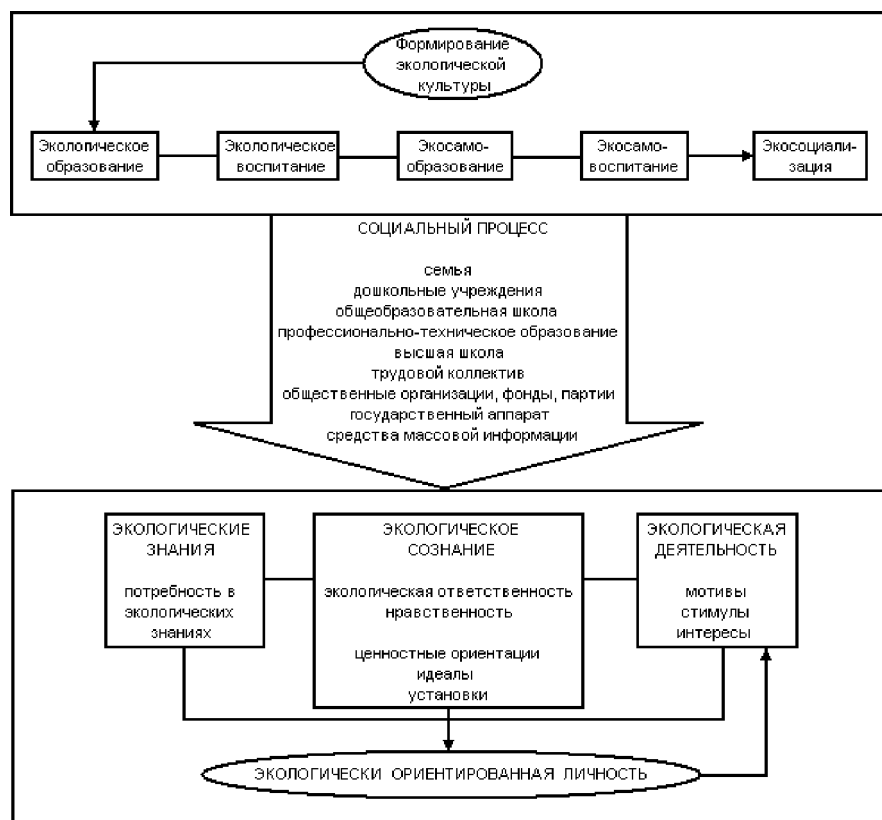 Формирование
экологической
культуры
Экологическое
образование
Экологическое
воспитание
Экосамо-
образование
Экосамо-
воспитание
Экосоциали-
зация
СОЦИАЛЬНЫЙ ПРОЦЕСС
семья
дошкольные учреждения
общеобразовательная школа
профессионально-техническое образование
высшая школа
трудовой коллектив
общественные организации, фонды, партии
государственный аппарат
средства массовой информации
ЭКОЛОГИЧЕСКИЕ
ЗНАНИЯ
потребность в
экологических
знаниях
ЭКОЛОГИЧЕСКОЕ
СОЗНАНИЕ
экологическая ответственность
нравственность
ценностные ориентации
идеалы
установки
ЭКОЛОГИЧЕСКАЯ
ДЕЯТЕЛЬНОСТЬ
мотивы
стимулы
интересы
ЭКОЛОГИЧЕСКИ ОРИЕНТИРОВАННАЯ ЛИЧНОСТЬ